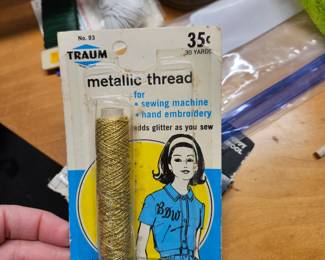 No. 93
35¢
TRAUM
30 YARDS
metallic thread
for
• sewing machine
• hand embroidery
adds glitter as you sew
BDW